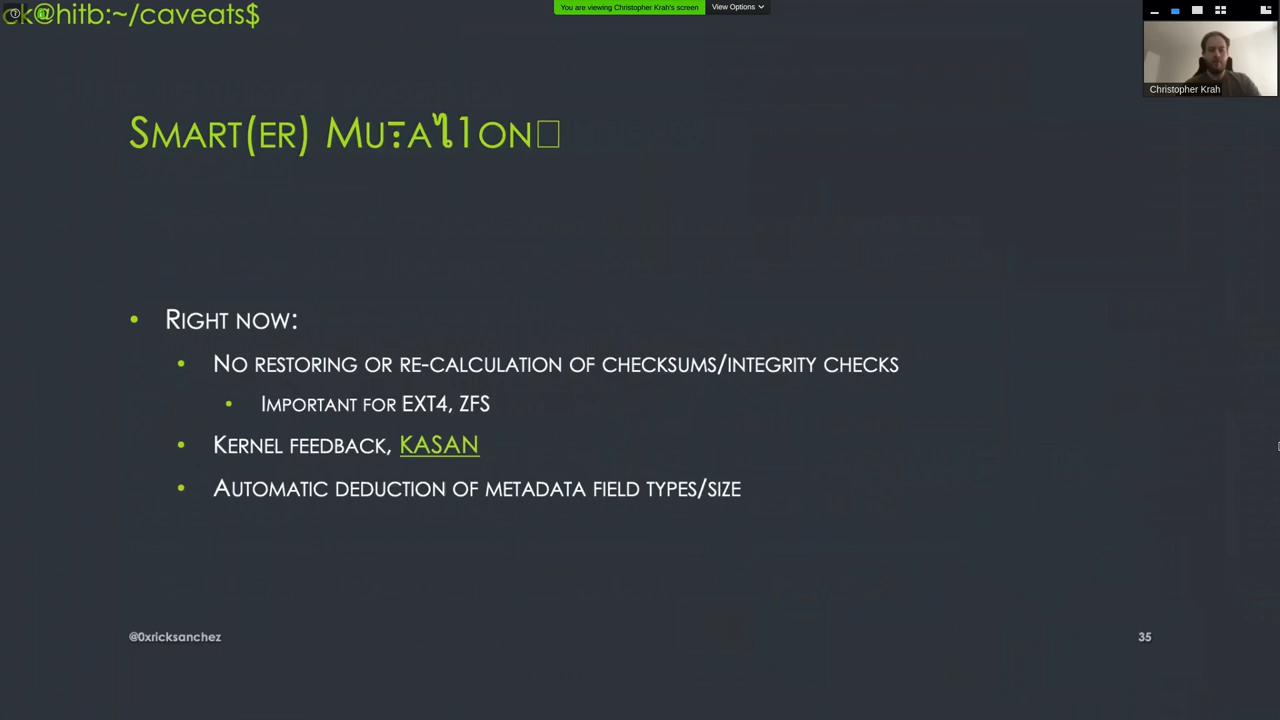 ck@hitb:~/caveats$
You are viewing Christopher Krah's screen
View Options
Christopher Krah
• Right now:
• No restoring or re-calculation of checksums/integrity checks
• Important for EXT4, ZFS
• Kernel feedback, KASAN
• Automatic deduction of metadata field types/size
@0xricksanchez
35
Smart(er)